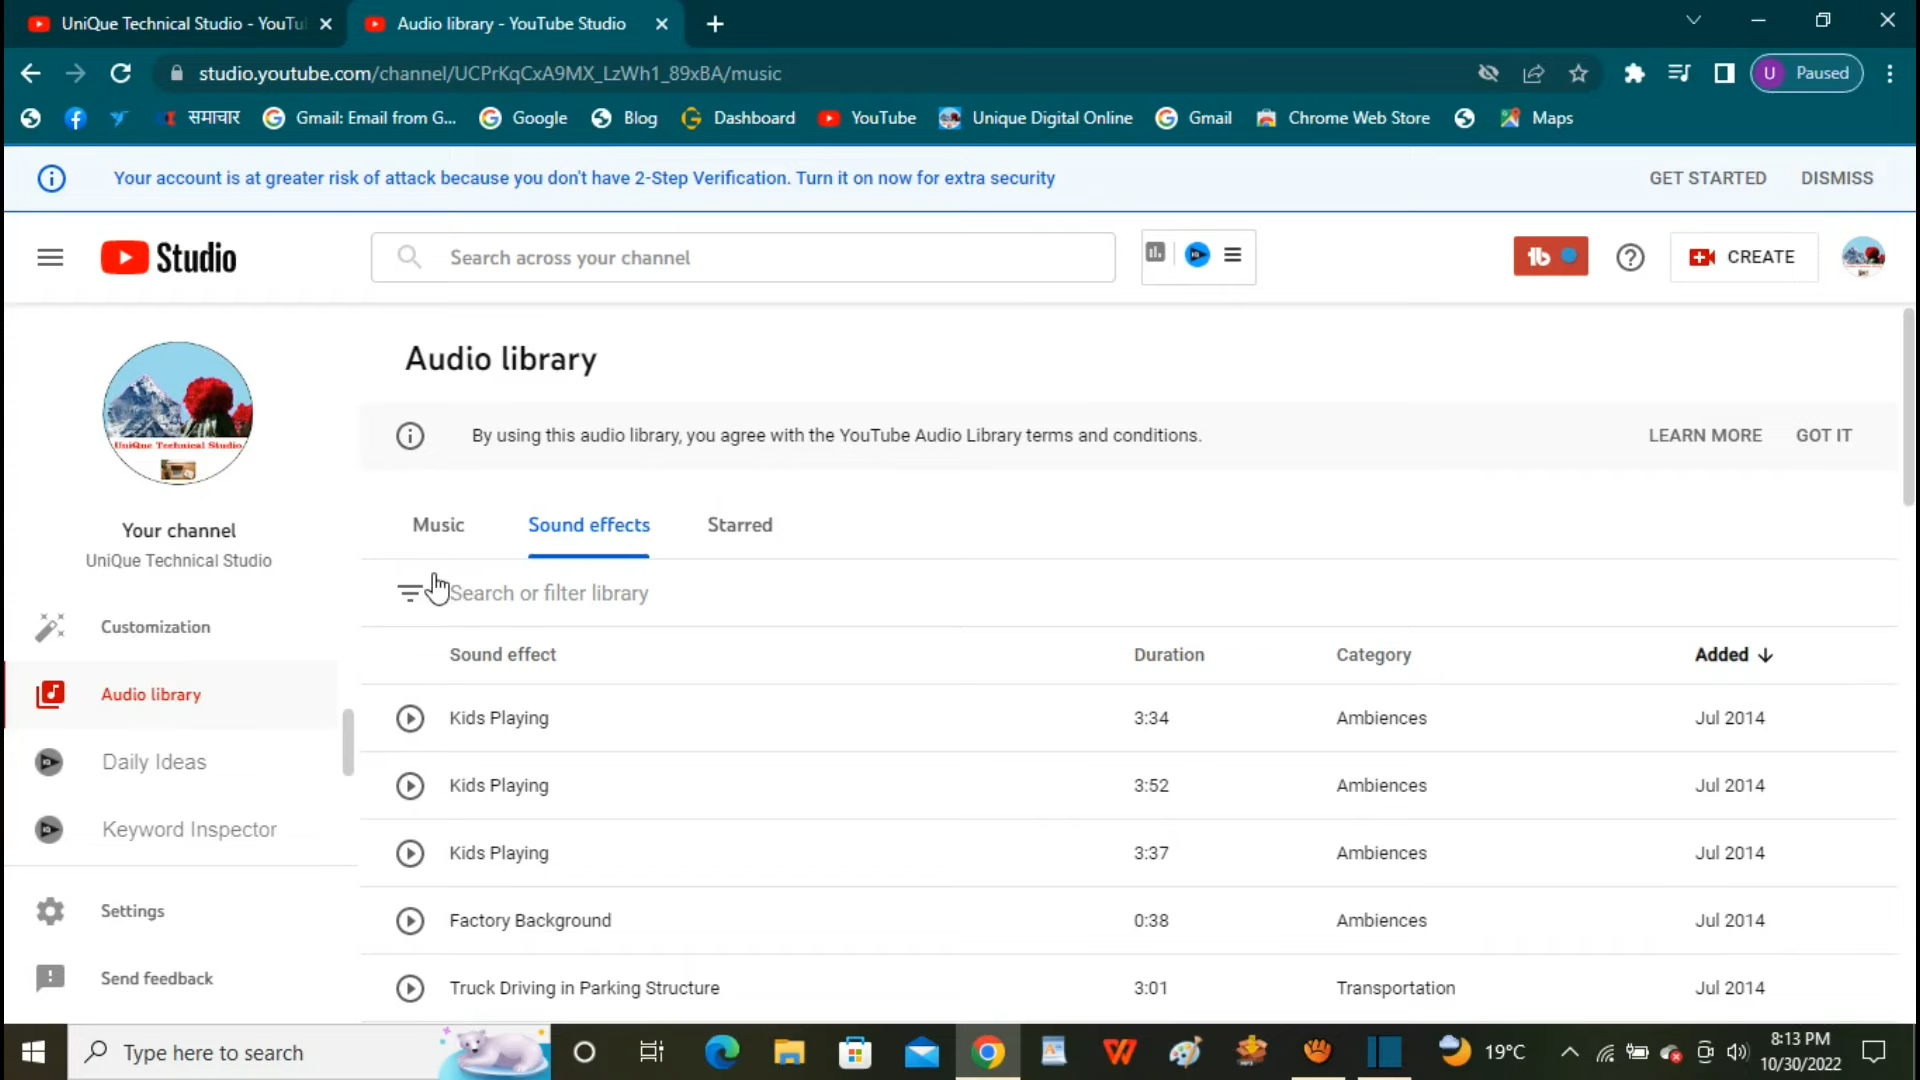 UniQue Technical Studio - YouTu
Audio library - YouTube Studio
studio.youtube.com/channel/UCPrKqCxA9MX_LzWh1_89xBA/music
U Paused
समाचार
Gmail: Email from G...
Google
Blog
Dashboard
YouTube
Unique Digital Online
Gmail
Chrome Web Store
Maps
Your account is at greater risk of attack because you don't have 2-Step Verification. Turn it on now for extra security
GET STARTED
DISMISS
Studio
Search across your channel
CREATE
UniQue Technical Studio
Your channel
UniQue Technical Studio
Customization
Audio library
Daily Ideas
Keyword Inspector
Settings
Send feedback
Audio library
By using this audio library, you agree with the YouTube Audio Library terms and conditions.
LEARN MORE
GOT IT
Music
Sound effects
Starred
Search or filter library
Sound effect Duration Category Added
Kids Playing 3:34 Ambiences Jul 2014
Kids Playing 3:52 Ambiences Jul 2014
Kids Playing 3:37 Ambiences Jul 2014
Factory Background 0:38 Ambiences Jul 2014
Truck Driving in Parking Structure 3:01 Transportation Jul 2014
Type here to search
19°C
8:13 PM
10/30/2022